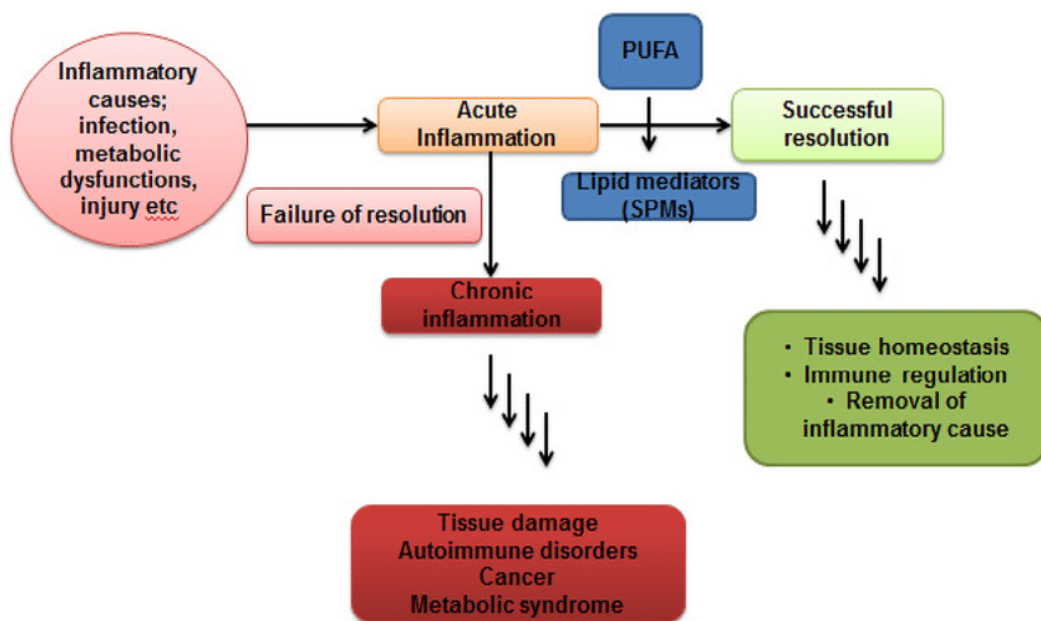 Inflammatory
causes;
infection,
metabolic
dysfunctions,
injury etc
Acute
Inflammation
PUFA
Lipid mediators
(SPMs)
Successful
resolution
Failure of resolution
Chronic
inflammation
• Tissue homeostasis
• Immune regulation
• Removal of
inflammatory cause
Tissue damage
Autoimmune disorders
Cancer
Metabolic syndrome